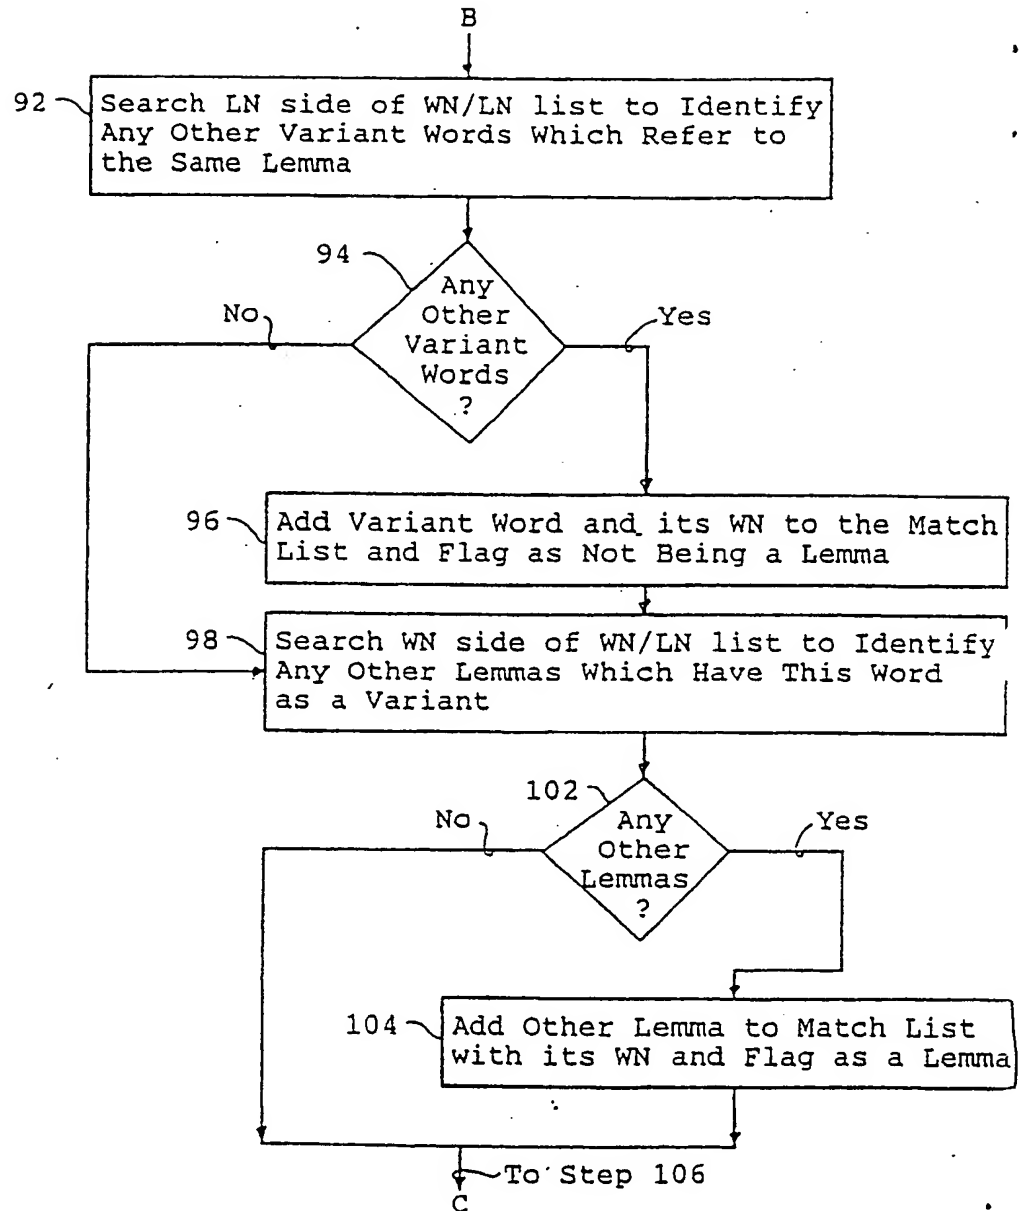 B
92
Search LN side of WN/LN list to Identify
Any Other Variant Words Which Refer to
the Same Lemma
94
Any
Other
Variant
Words
?
No
Yes
96
Add Variant Word and its WN to the Match
List and Flag as Not Being a Lemma
98
Search WN side of WN/LN list to Identify
Any Other Lemmas Which Have This Word
as a Variant
102
Any
Other
Lemmas
?
No
Yes
104
Add Other Lemma to Match List
with its WN and Flag as a Lemma
To Step 106
C